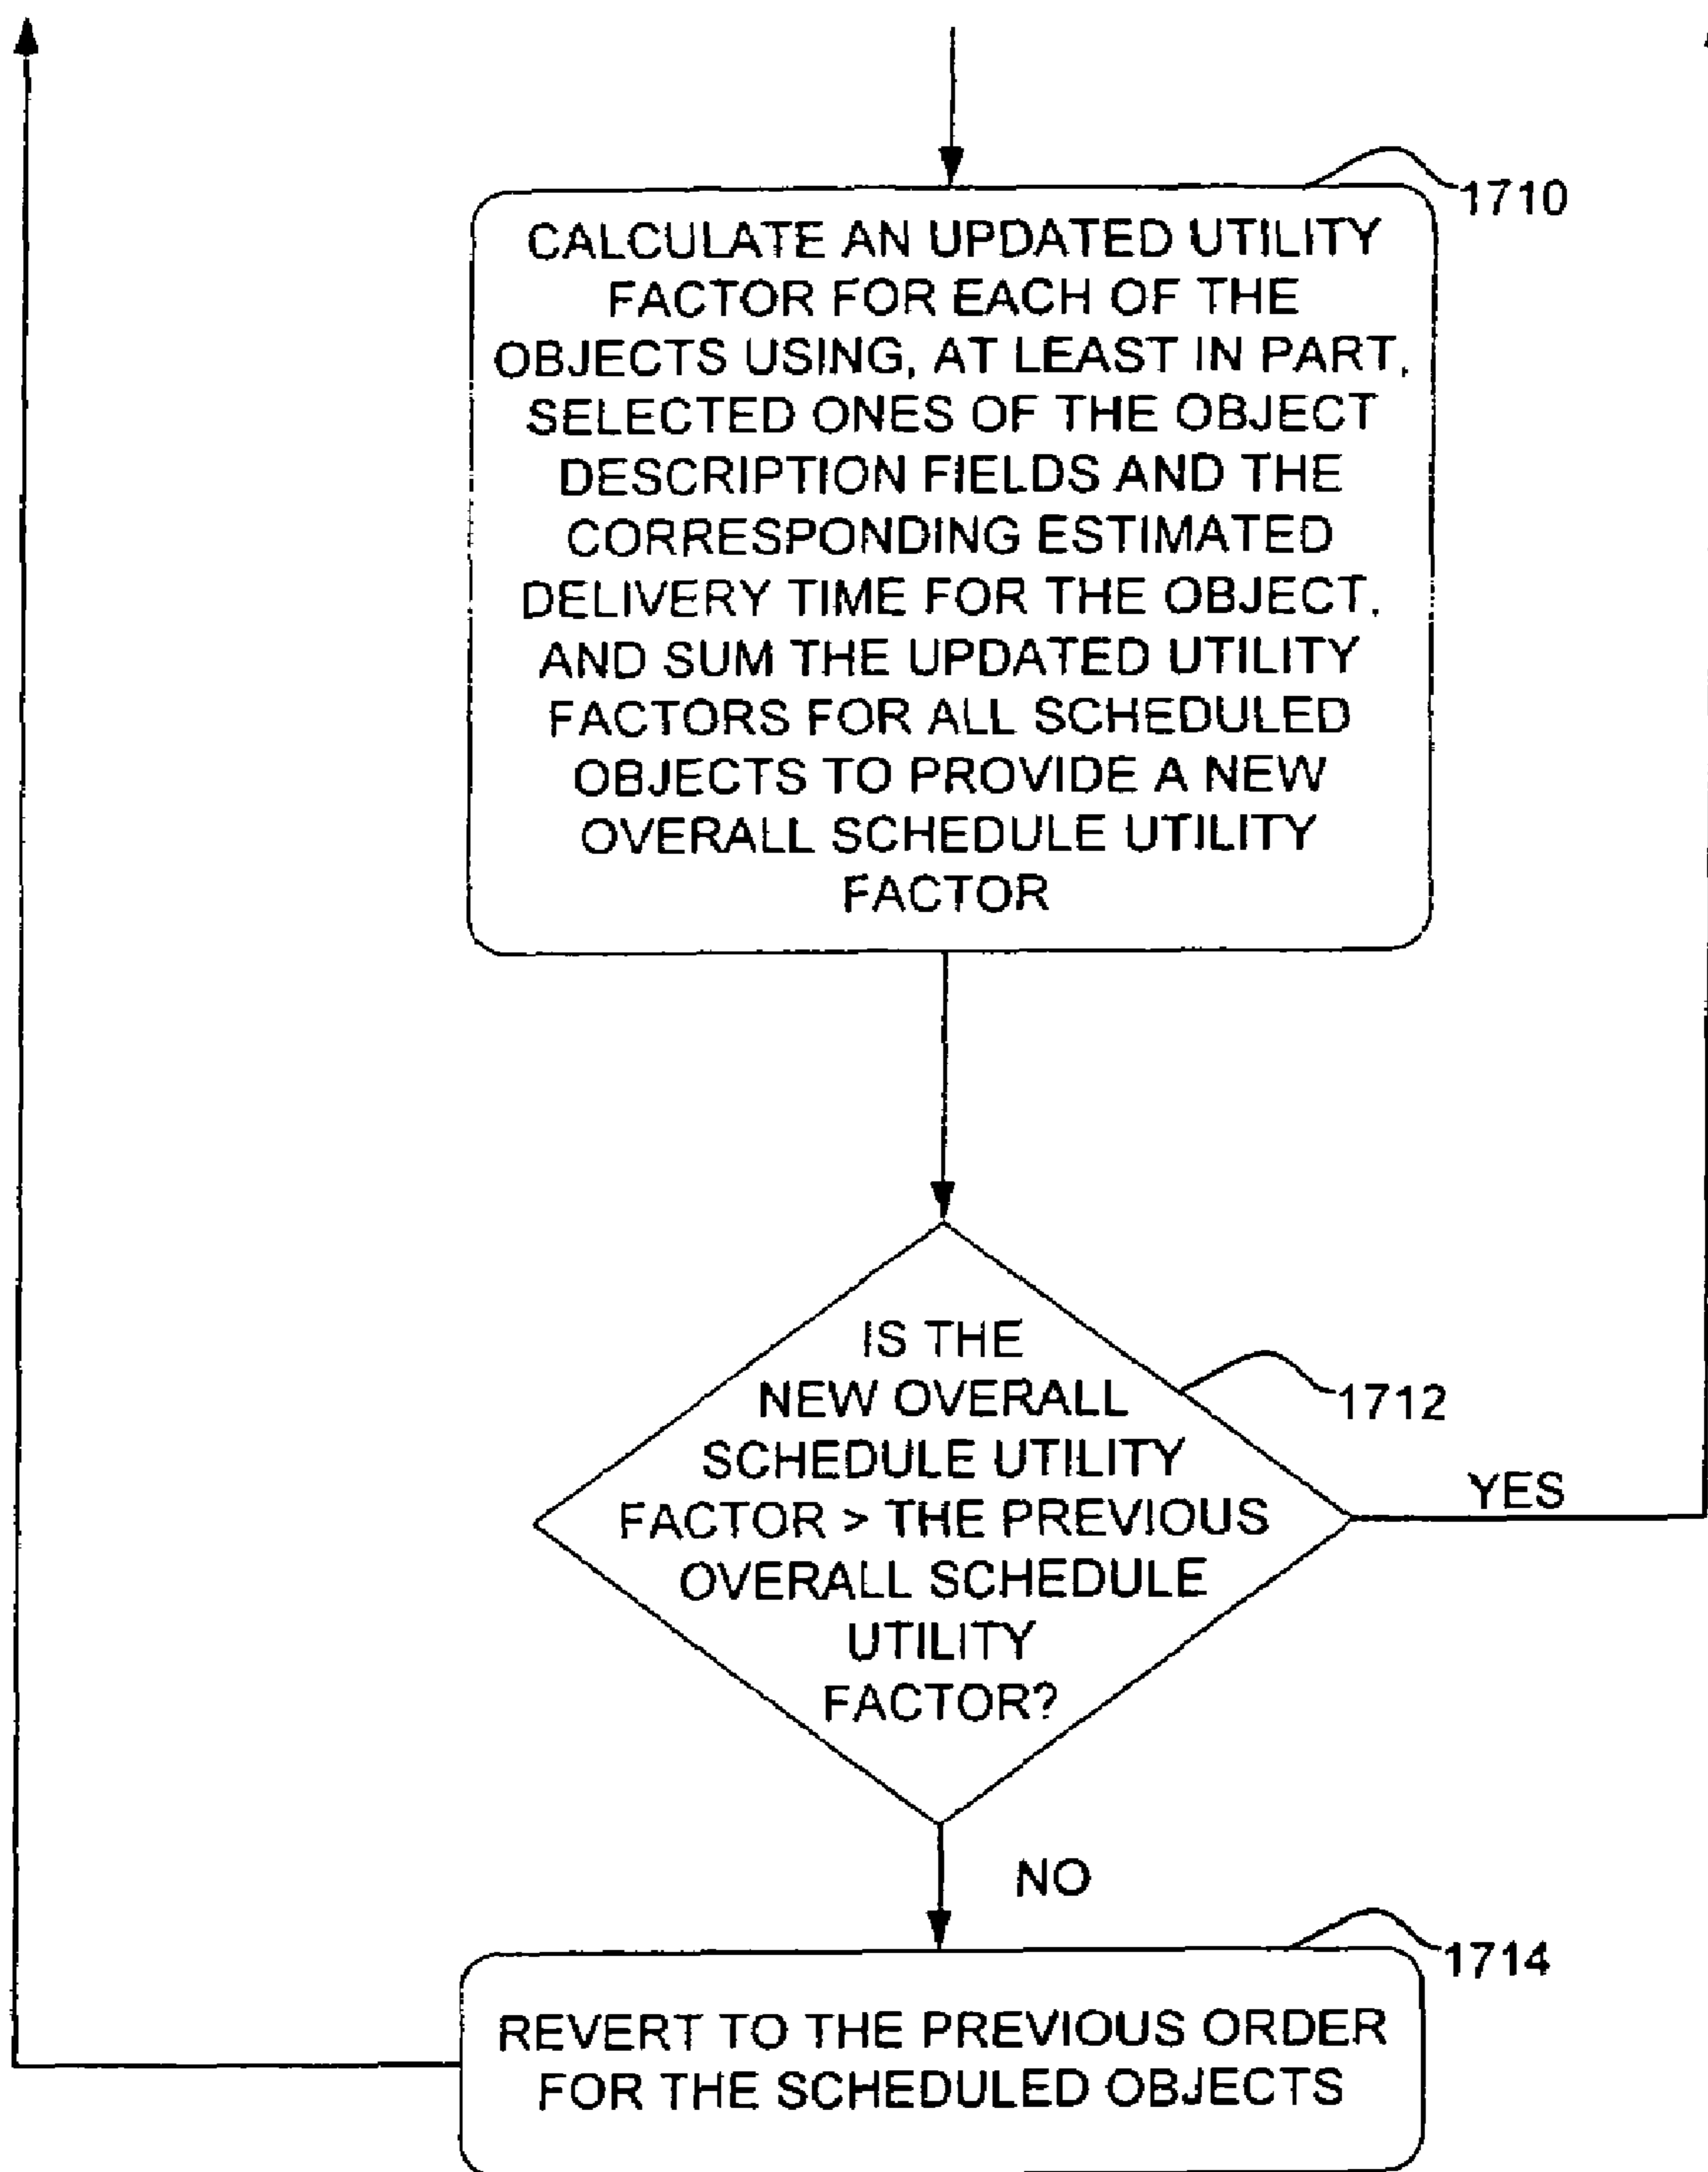 1710
CALCULATE AN UPDATED UTILITY
FACTOR FOR EACH OF THE
OBJECTS USING, AT LEAST IN PART,
SELECTED ONES OF THE OBJECT
DESCRIPTION FIELDS AND THE
CORRESPONDING ESTIMATED
DELIVERY TIME FOR THE OBJECT,
AND SUM THE UPDATED UTILITY
FACTORS FOR ALL SCHEDULED
OBJECTS TO PROVIDE A NEW
OVERALL SCHEDULE UTILITY
FACTOR
IS THE
NEW OVERALL
SCHEDULE UTILITY
FACTOR > THE PREVIOUS
OVERALL SCHEDULE
UTILITY
FACTOR?
1712
YES
NO
1714
REVERT TO THE PREVIOUS ORDER
FOR THE SCHEDULED OBJECTS